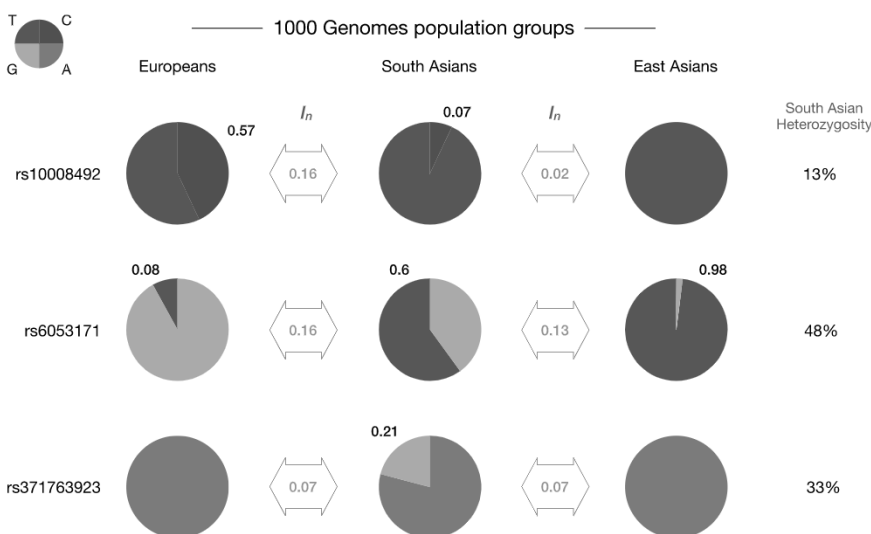 T C
G A
1000 Genomes population groups
Europeans South Asians East Asians
In In South Asian
Heterozygosity
rs10008492 0.57 0.16 0.07 0.02 13%
rs6053171 0.08 0.16 0.6 0.13 0.98 48%
rs371763923 0.07 0.21 0.07 33%